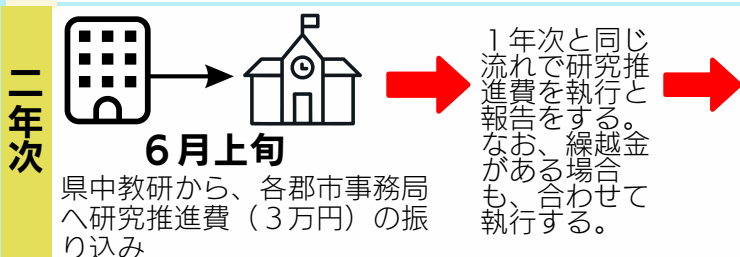 二年次
6月上旬
県中教研から、各郡市事務局
へ研究推進費（3万円）の振
り込み
1年次と同じ
流れで研究推
進費を執行と
報告をする。
なお、繰越金
がある場合
も、合わせて
執行する。